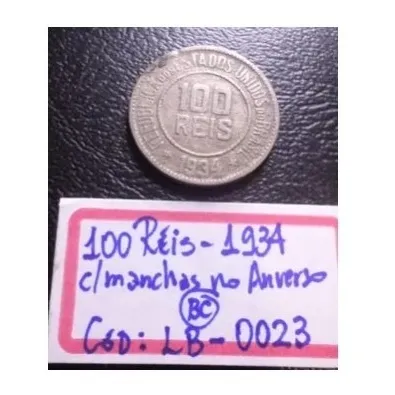 REPUBLICA DOS ESTADOS UNIDOS DO BRASIL
100
REIS
1934
100 Réis - 1934
c/manchas no Anverso
BC
CóD: LB-0023